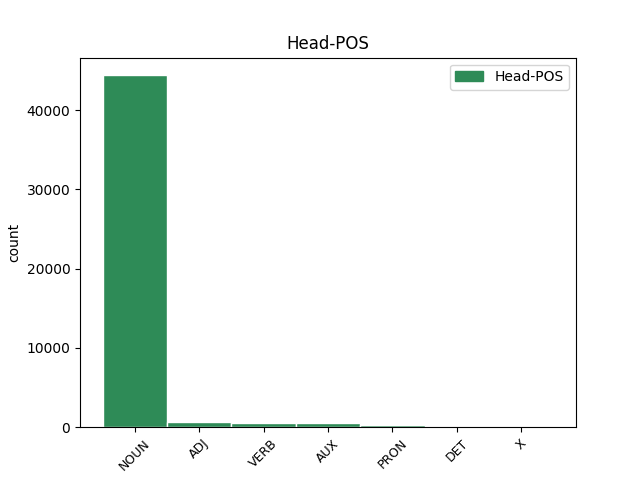 Head-POS
Head-POS
count
40000
30000
20000
10000
0
NOUN
ADJ
VERB
AUX
PRON
DET
X